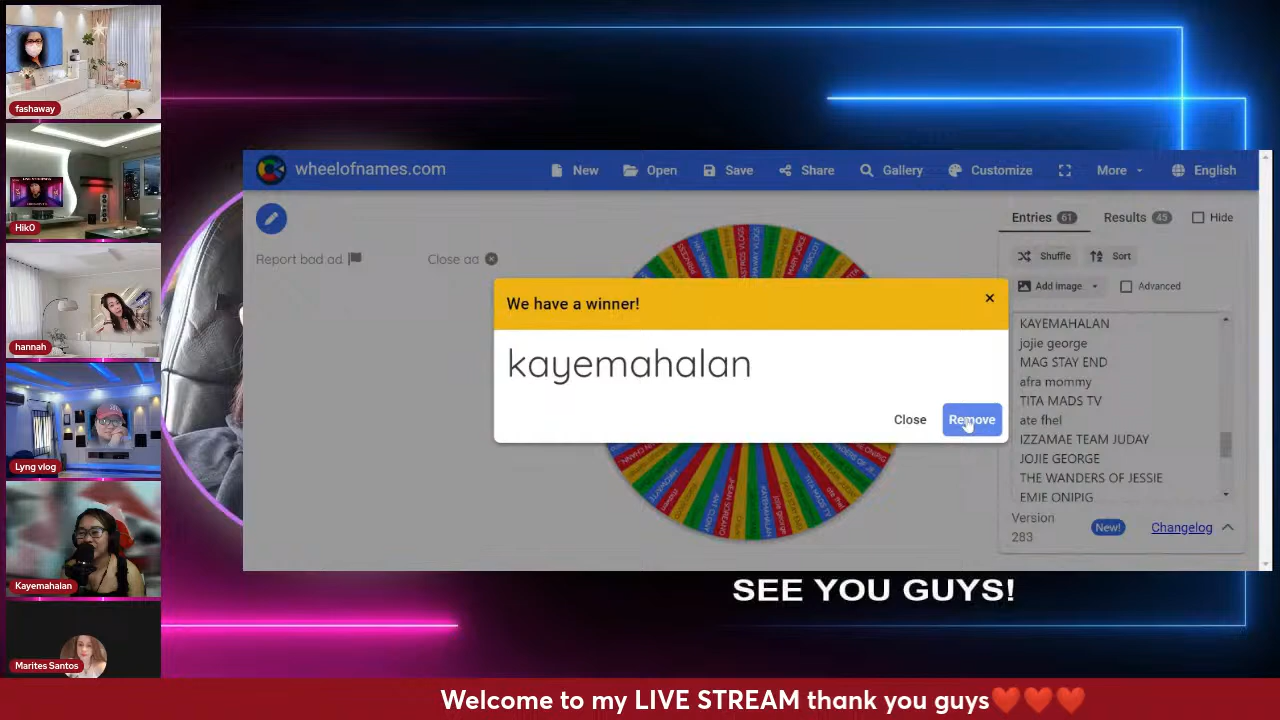 fashaway
Hik0
hannah
Lyng vlog
Kayemahalan
Marites Santos
wheelofnames.com
New
Open
Save
Share
Gallery
Customize
More
English
Report bad ad
Close ad
Entries 61
Results 45
Hide
Shuffle
Sort
Add image
Advanced
We have a winner!
kayemahalan
Close
Remove
KAYEMAHALAN
jojie george
MAG STAY END
afra mommy
TITA MADS TV
ate fhel
IZZAMAE TEAM JUDAY
JOJIE GEORGE
THE WANDERS OF JESSIE
EMIE ONIPIG
Version 283
New!
Changelog
SEE YOU GUYS!
Welcome to my LIVE STREAM thank you guys❤️❤️❤️